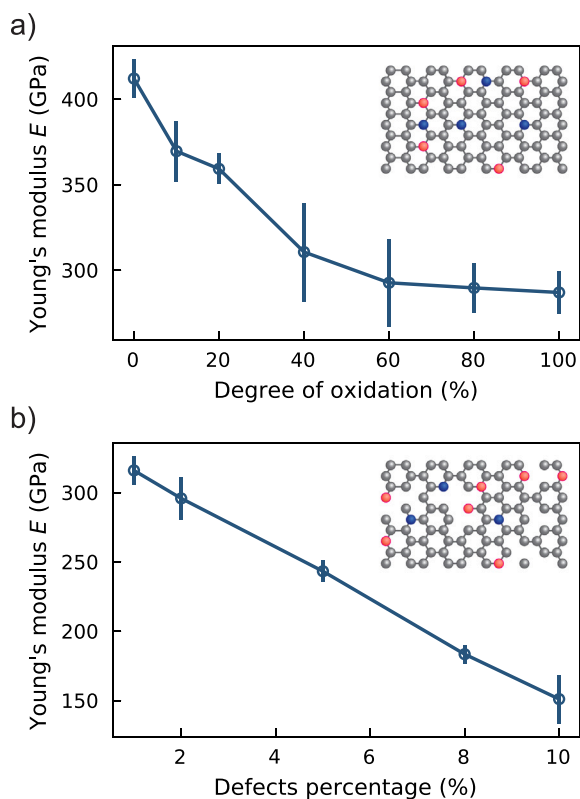 a)
Young's modulus E (GPa)
400
350
300
0 20 40 60 80 100
Degree of oxidation (%)
b)
Young's modulus E (GPa)
300
250
200
150
2 4 6 8 10
Defects percentage (%)